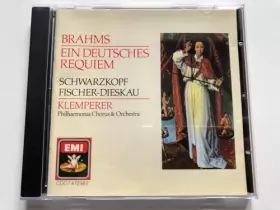 BRAHMS
EIN DEUTSCHES
REQUIEM
SCHWARZKOPF
FISCHER-DIESKAU
KLEMPERER
Philharmonia Chorus & Orchestra
EMI